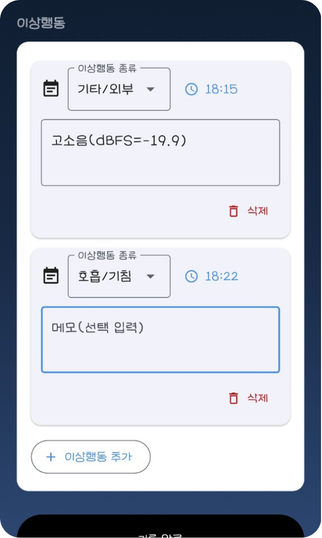 이상행동
이상행동 종류
기타/외부
18:15
고소음(dBFS=-19.9)
삭제
이상행동 종류
호흡/기침
18:22
메모(선택 입력)
삭제
+ 이상행동 추가